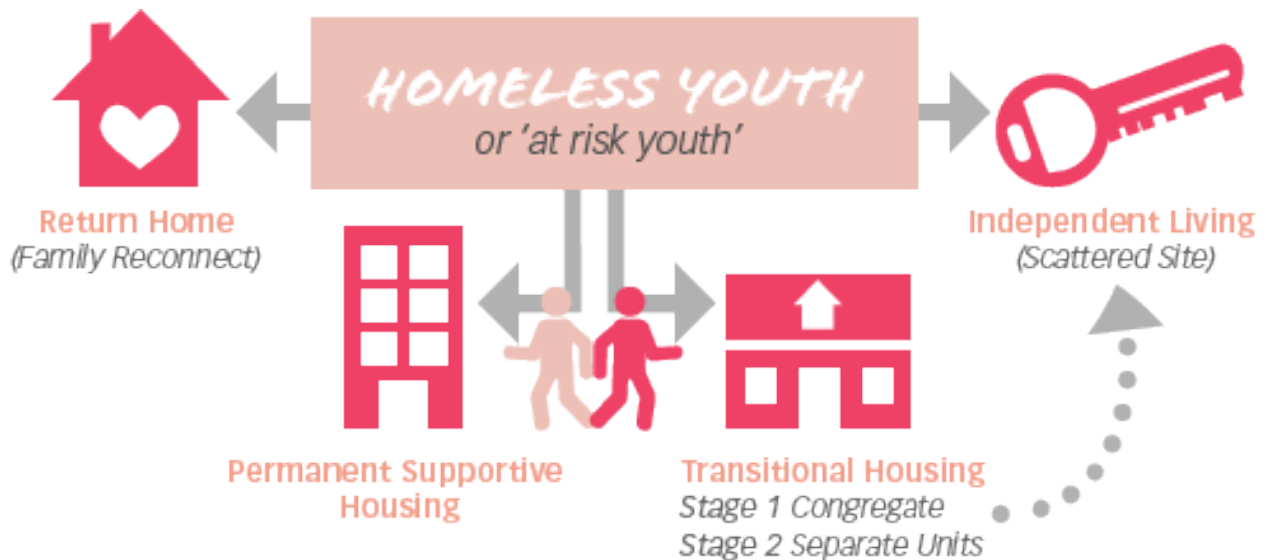 HOMELESS YOUTH
or 'at risk youth'
Return Home
(Family Reconnect)
Independent Living
(Scattered Site)
Permanent Supportive
Housing
Transitional Housing
Stage 1 Congregate
Stage 2 Separate Units